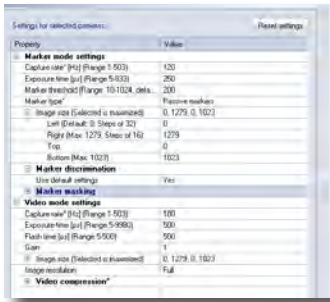 Settings for selected cameras: Reset settings
Property Value
Marker mode settings
Capture rate* [Hz] (Range 1-503) 120
Exposure time [µs] (Range 5-833) 250
Marker threshold (Range: 10-1024, defa... 200
Marker type* Passive markers
Image size (Selected is maximized) 0, 1279, 0, 1023
Left (Default: 0. Steps of 32) 0
Right (Max: 1279. Steps of 16) 1279
Top 0
Bottom (Max: 1023) 1023
Marker discrimination
Use default settings Yes
Marker masking
Video mode settings
Capture rate* [Hz] (Range 1-503) 180
Exposure time [µs] (Range 5-9980) 500
Flash time [µs] (Range 5-500) 500
Gain 1
Image size (Selected is maximized) 0, 1279, 0, 1023
Image resolution Full
Video compression*